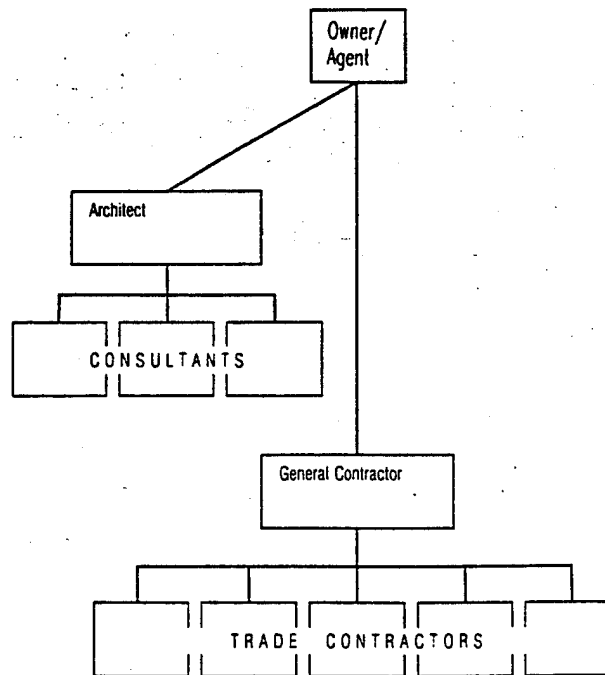 Owner/
Agent
Architect
CONSULTANTS
General Contractor
TRADE CONTRACTORS